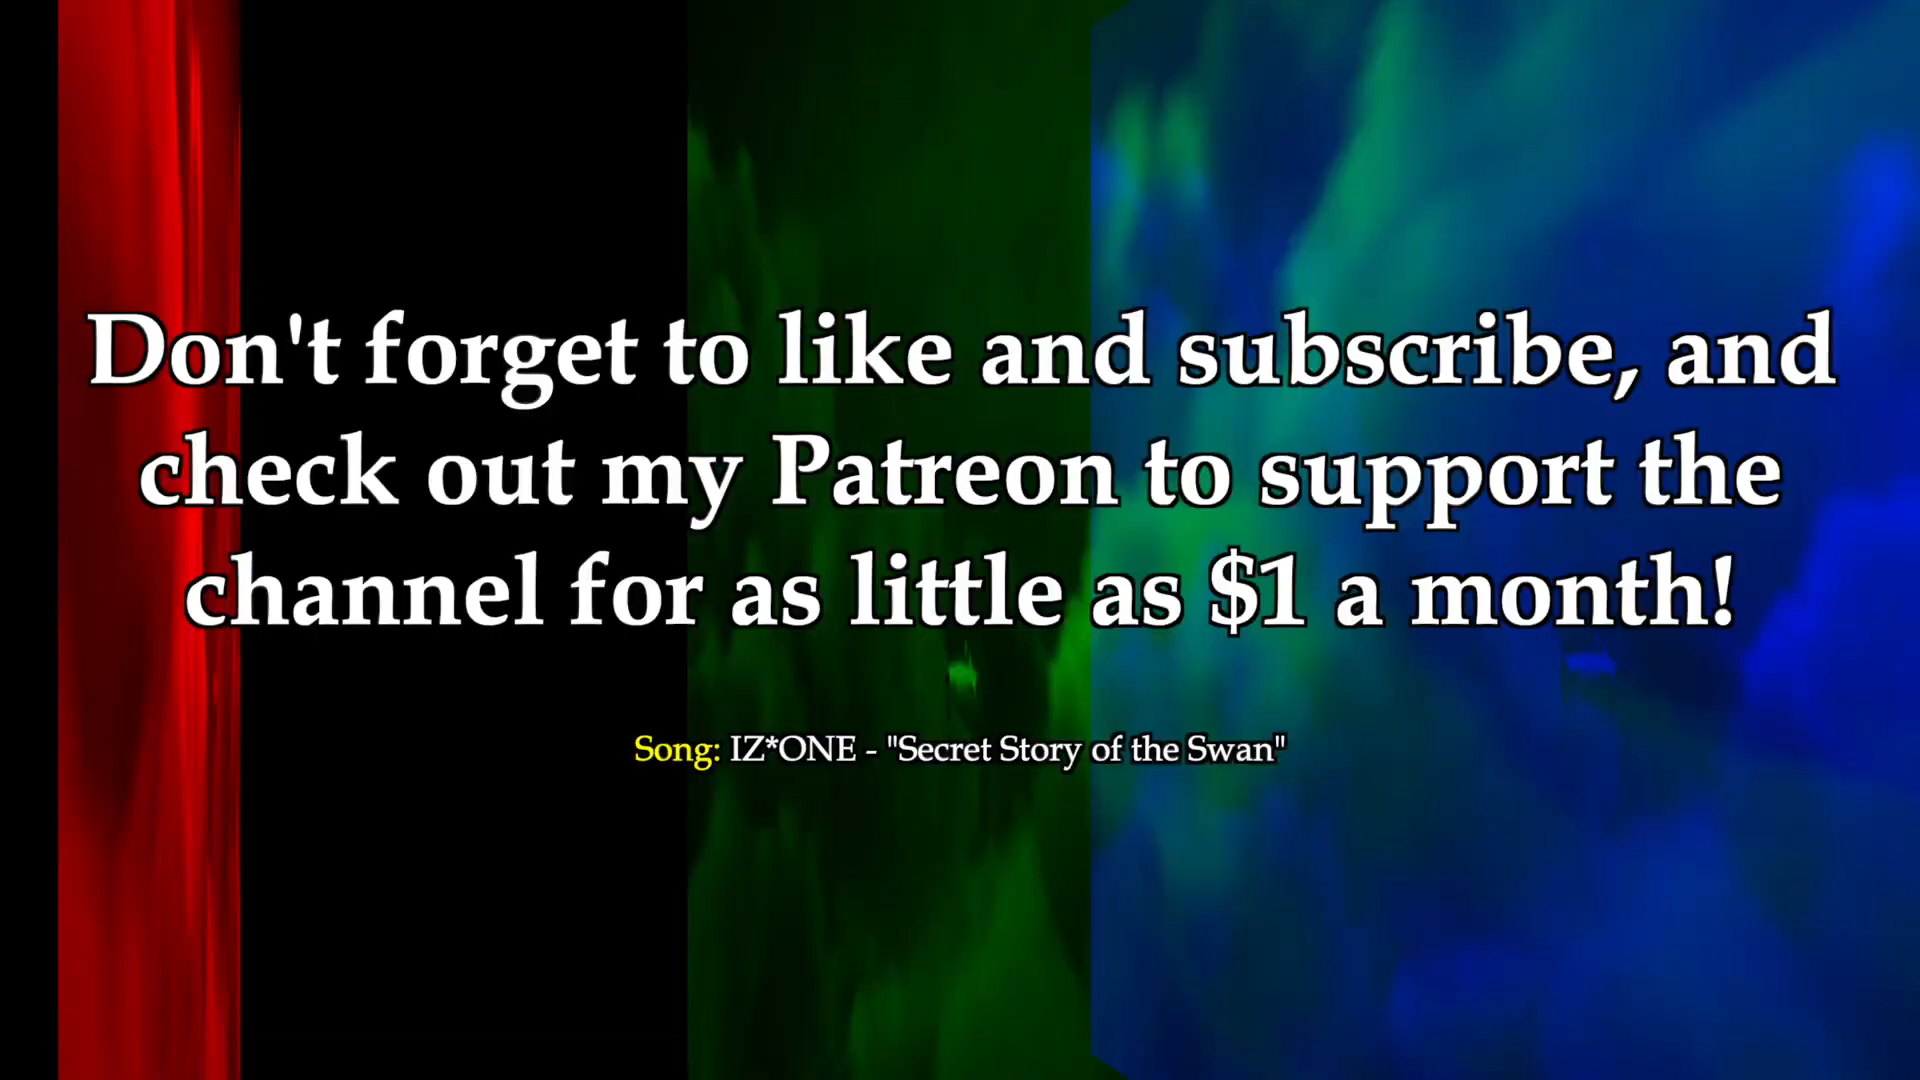 Don't forget to like and subscribe, and
check out my Patreon to support the
channel for as little as $1 a month!
Song: IZ*ONE - "Secret Story of the Swan"